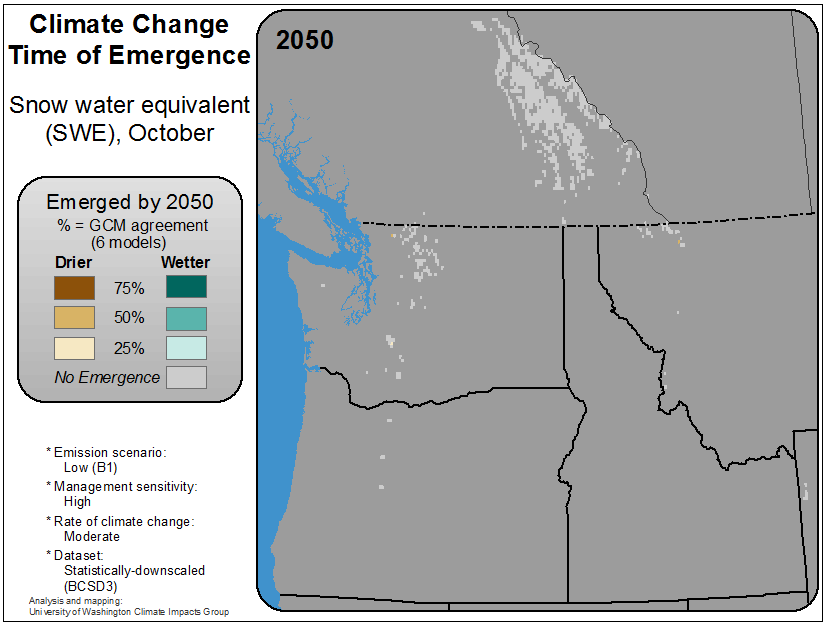 Climate Change
Time of Emergence
Snow water equivalent
(SWE), October
2050
Emerged by 2050
% = GCM agreement
(6 models)
Drier Wetter
75%
50%
25%
No Emergence
* Emission scenario:
Low (B1)
* Management sensitivity:
High
* Rate of climate change:
Moderate
* Dataset:
Statistically-downscaled
(BCSD3)
Analysis and mapping:
University of Washington Climate Impacts Group